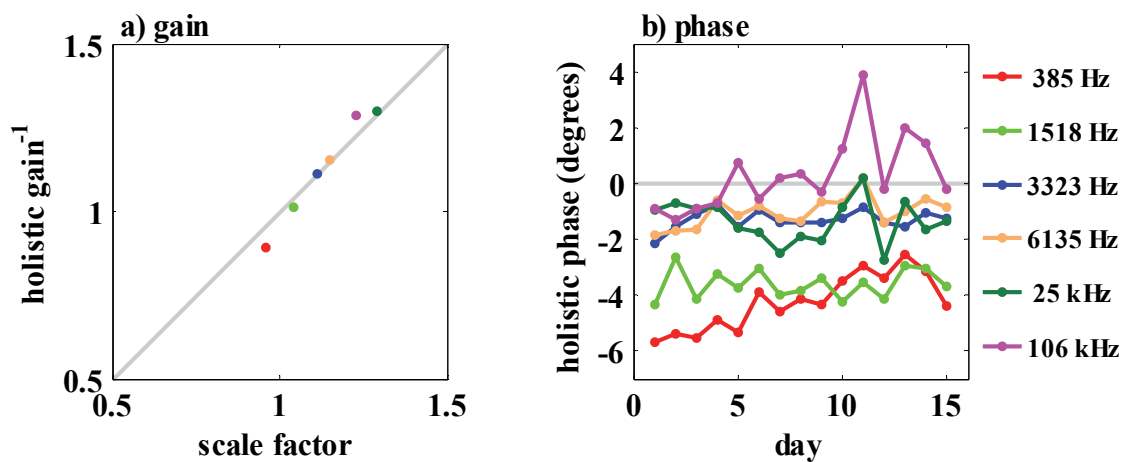 a) gain
1.5
1
0.5
0.5
1
1.5
holistic gain⁻¹
scale factor
b) phase
4
2
0
-2
-4
-6
0
5
10
15
holistic phase (degrees)
day
385 Hz
1518 Hz
3323 Hz
6135 Hz
25 kHz
106 kHz